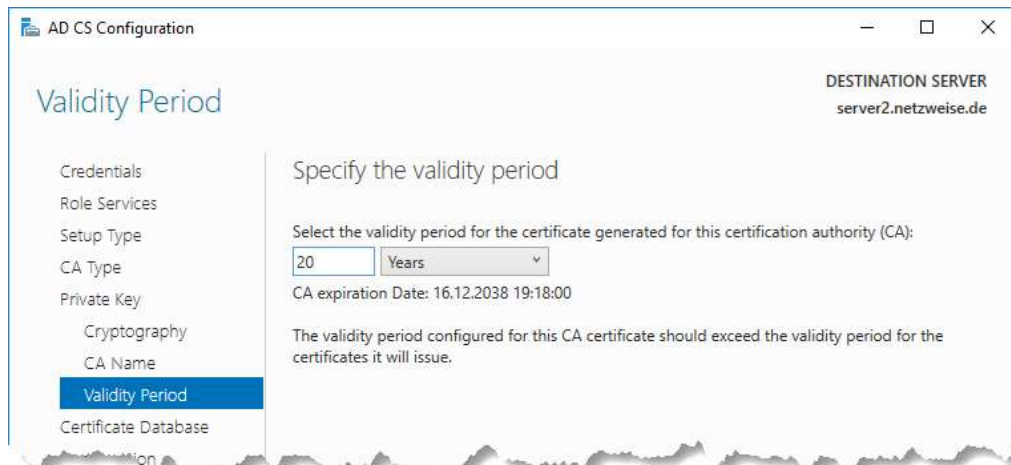 AD CS Configuration
DESTINATION SERVER
server2.netzweise.de
Validity Period
Credentials
Role Services
Setup Type
CA Type
Private Key
Cryptography
CA Name
Validity Period
Certificate Database
Specify the validity period
Select the validity period for the certificate generated for this certification authority (CA):
20 Years
CA expiration Date: 16.12.2038 19:18:00
The validity period configured for this CA certificate should exceed the validity period for the
certificates it will issue.